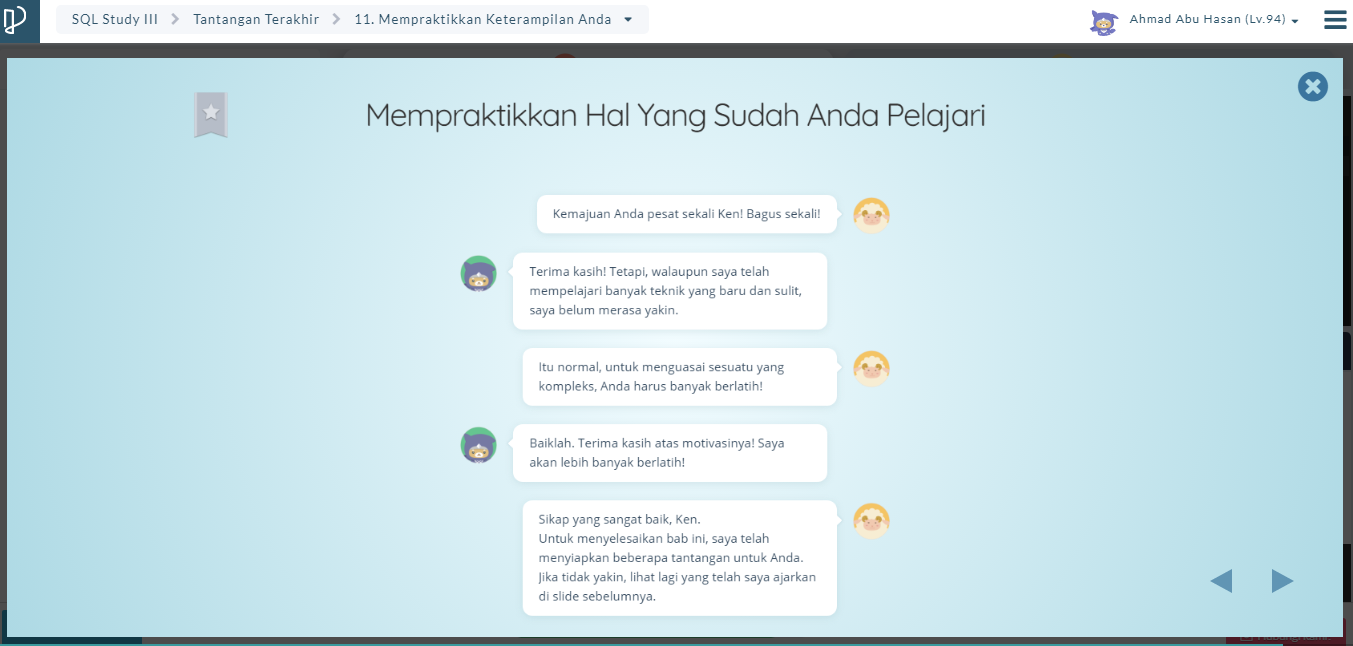 SQL Study III
Tantangan Terakhir
11. Mempraktikkan Keterampilan Anda
Ahmad Abu Hasan (Lv.94)
Mempraktikkan Hal Yang Sudah Anda Pelajari
Kemajuan Anda pesat sekali Ken! Bagus sekali!
Terima kasih! Tetapi, walaupun saya telah
mempelajari banyak teknik yang baru dan sulit,
saya belum merasa yakin.
Itu normal, untuk menguasai sesuatu yang
kompleks, Anda harus banyak berlatih!
Baiklah. Terima kasih atas motivasinya! Saya
akan lebih banyak berlatih!
Sikap yang sangat baik, Ken.
Untuk menyelesaikan bab ini, saya telah
menyiapkan beberapa tantangan untuk Anda.
Jika tidak yakin, lihat lagi yang telah saya ajarkan
di slide sebelumnya.